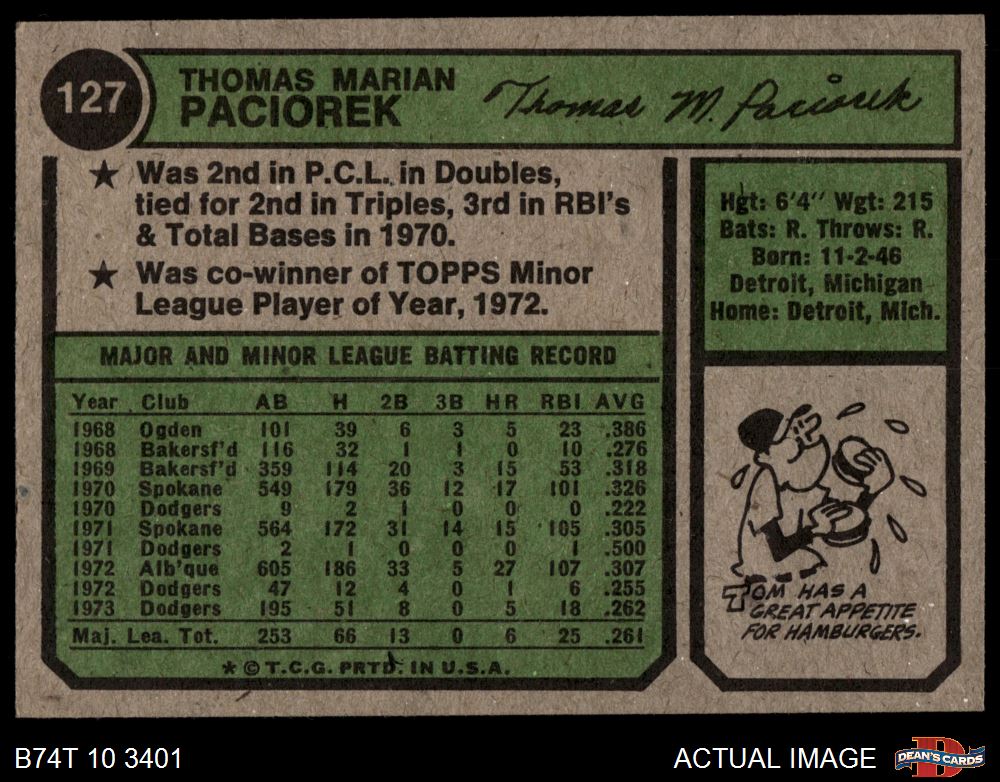 127
THOMAS MARIAN
PACIOREK
Thomas M. Paciorek
★ Was 2nd in P.C.L. in Doubles,
tied for 2nd in Triples, 3rd in RBI's
& Total Bases in 1970.
★ Was co-winner of TOPPS Minor
League Player of Year, 1972.
Hgt: 6'4" Wgt: 215
Bats: R. Throws: R.
Born: 11-2-46
Detroit, Michigan
Home: Detroit, Mich.
MAJOR AND MINOR LEAGUE BATTING RECORD
Year Club AB H 2B 3B HR RBI AVG
1968 Ogden 101 39 6 3 5 23 .386
1968 Bakersf'd 116 32 1 1 0 10 .276
1969 Bakersf'd 359 114 20 3 15 53 .318
1970 Spokane 549 179 36 12 17 101 .326
1970 Dodgers 9 2 1 0 0 0 .222
1971 Spokane 564 172 31 14 15 105 .305
1971 Dodgers 2 1 0 0 0 1 .500
1972 Alb'que 605 186 33 5 27 107 .307
1972 Dodgers 47 12 4 0 1 6 .255
1973 Dodgers 195 51 8 0 5 18 .262
Maj. Lea. Tot. 253 66 13 0 6 25 .261
★ © T.C.G. PRTD. IN U.S.A.
TOM HAS A
GREAT APPETITE
FOR HAMBURGERS.
B74T 10 3401
ACTUAL IMAGE
D
DEAN'S CARDS